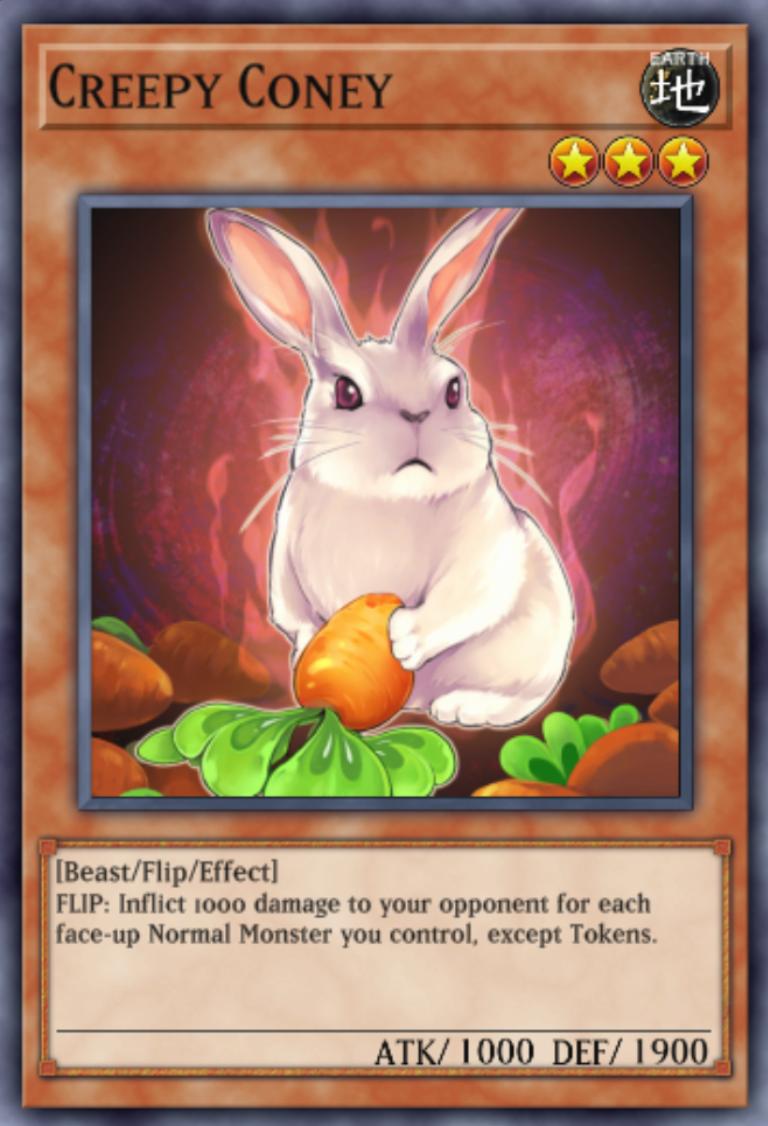 Creepy Coney
EARTH
地
[Beast/Flip/Effect]
FLIP: Inflict 1000 damage to your opponent for each
face-up Normal Monster you control, except Tokens.
ATK/ 1000 DEF/ 1900